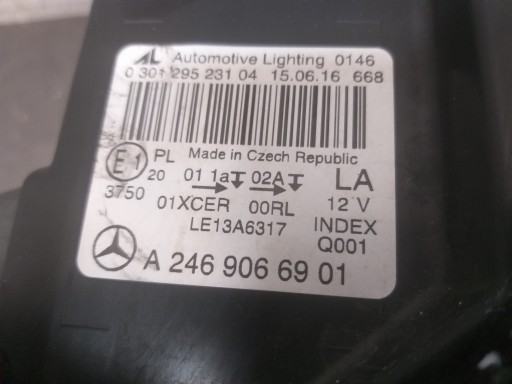 AL Automotive Lighting 0146
0 301 295 231 04 15.06.16 668
E1 PL Made in Czech Republic
20 01 1a 02A LA
3750 01XCER 00RL 12 V
LE13A6317 INDEX
Q001
A 246 906 69 01